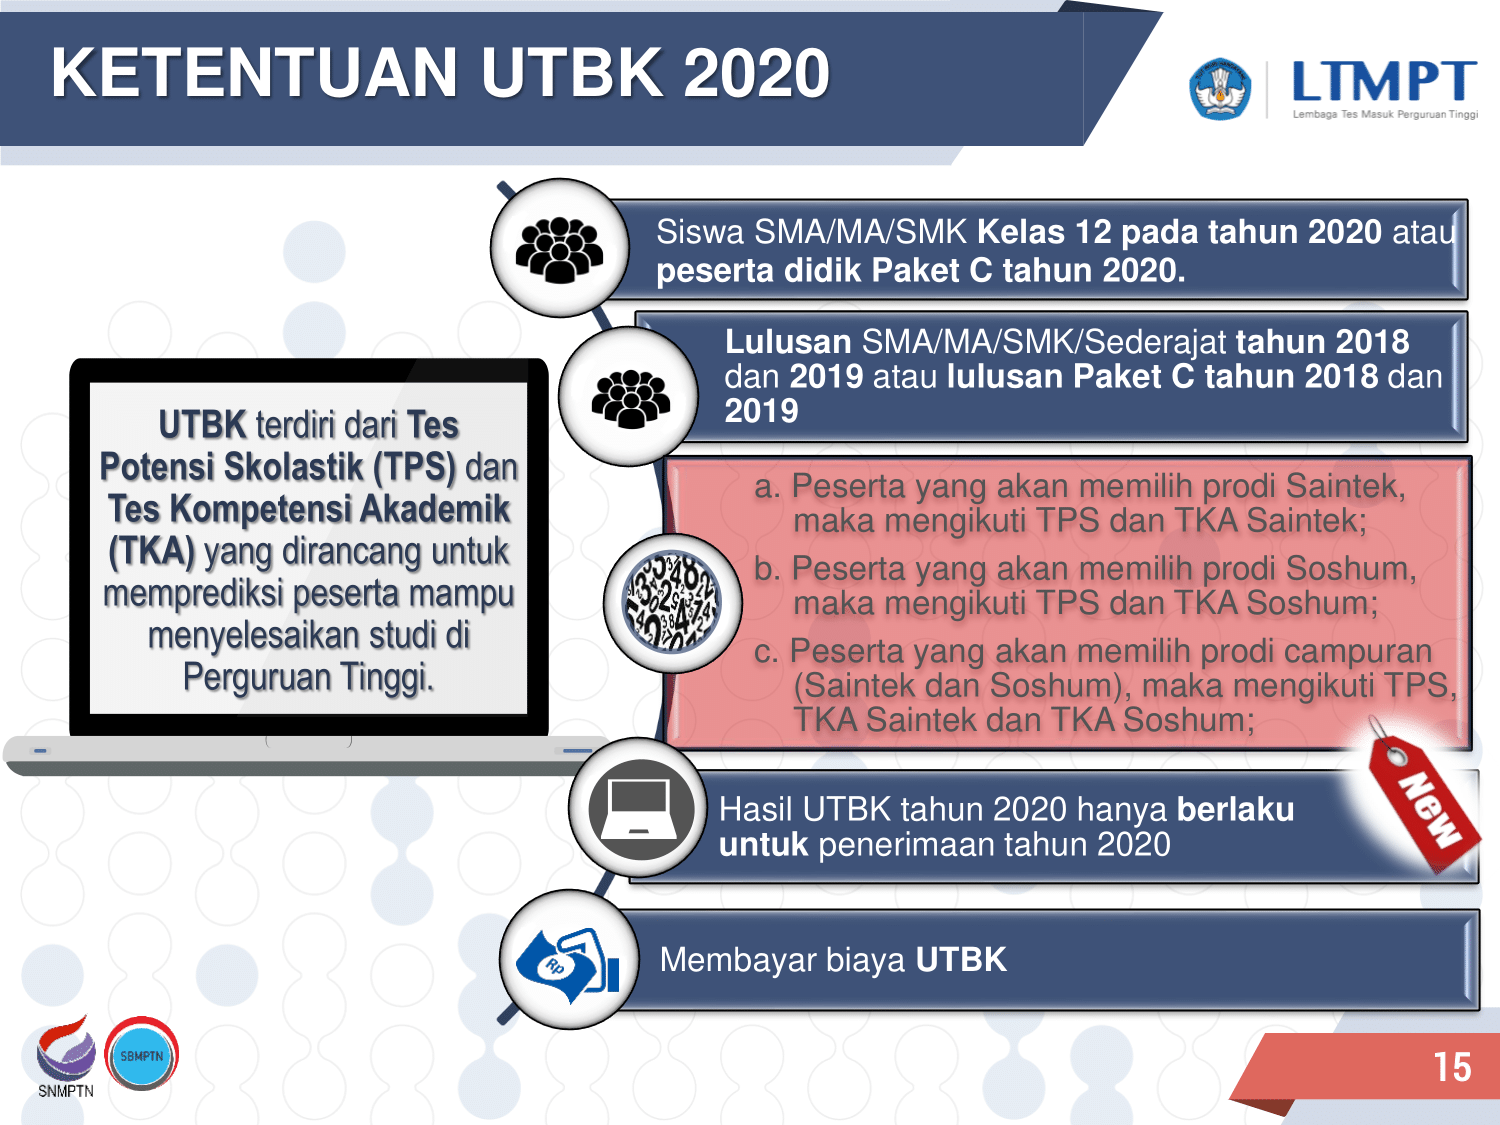 KETENTUAN UTBK 2020
LTMPT
Lembaga Tes Masuk Perguruan Tinggi
Siswa SMA/MA/SMK Kelas 12 pada tahun 2020 atau
peserta didik Paket C tahun 2020.
Lulusan SMA/MA/SMK/Sederajat tahun 2018
dan 2019 atau lulusan Paket C tahun 2018 dan
2019
UTBK terdiri dari Tes
Potensi Skolastik (TPS) dan
Tes Kompetensi Akademik
(TKA) yang dirancang untuk
memprediksi peserta mampu
menyelesaikan studi di
Perguruan Tinggi.
a. Peserta yang akan memilih prodi Saintek,
maka mengikuti TPS dan TKA Saintek;
b. Peserta yang akan memilih prodi Soshum,
maka mengikuti TPS dan TKA Soshum;
c. Peserta yang akan memilih prodi campuran
(Saintek dan Soshum), maka mengikuti TPS,
TKA Saintek dan TKA Soshum;
New
Hasil UTBK tahun 2020 hanya berlaku
untuk penerimaan tahun 2020
Rp
Membayar biaya UTBK
SNMPTN
SBMPTN
15